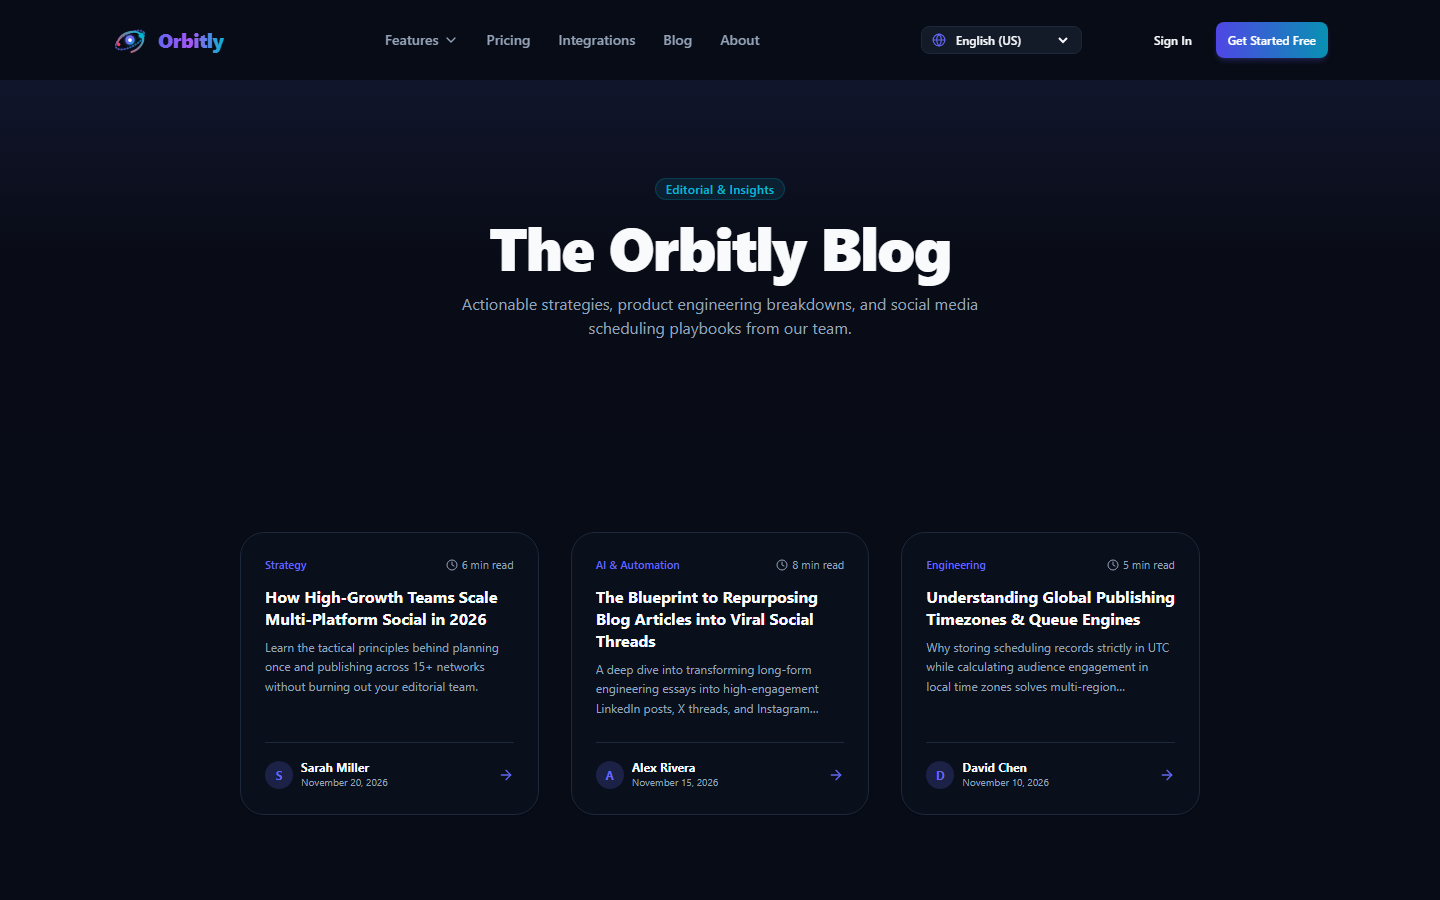 Orbitly
Features
Pricing
Integrations
Blog
About
English (US)
Sign In
Get Started Free
Editorial & Insights
The Orbitly Blog
Actionable strategies, product engineering breakdowns, and social media
scheduling playbooks from our team.
Strategy
6 min read
How High-Growth Teams Scale
Multi-Platform Social in 2026
Learn the tactical principles behind planning
once and publishing across 15+ networks
without burning out your editorial team.
S
Sarah Miller
November 20, 2026
AI & Automation
8 min read
The Blueprint to Repurposing
Blog Articles into Viral Social
Threads
A deep dive into transforming long-form
engineering essays into high-engagement
LinkedIn posts, X threads, and Instagram...
A
Alex Rivera
November 15, 2026
Engineering
5 min read
Understanding Global Publishing
Timezones & Queue Engines
Why storing scheduling records strictly in UTC
while calculating audience engagement in
local time zones solves multi-region...
D
David Chen
November 10, 2026